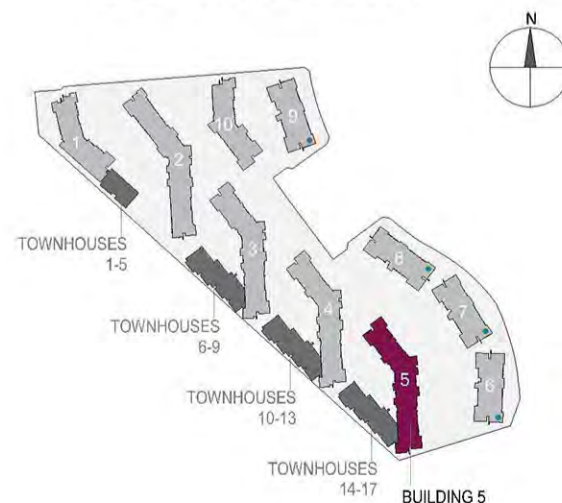 N
9
10
1
2
TOWNHOUSES
1-5
3
8
TOWNHOUSES
6-9
4
7
5
6
TOWNHOUSES
10-13
TOWNHOUSES
14-17
BUILDING 5